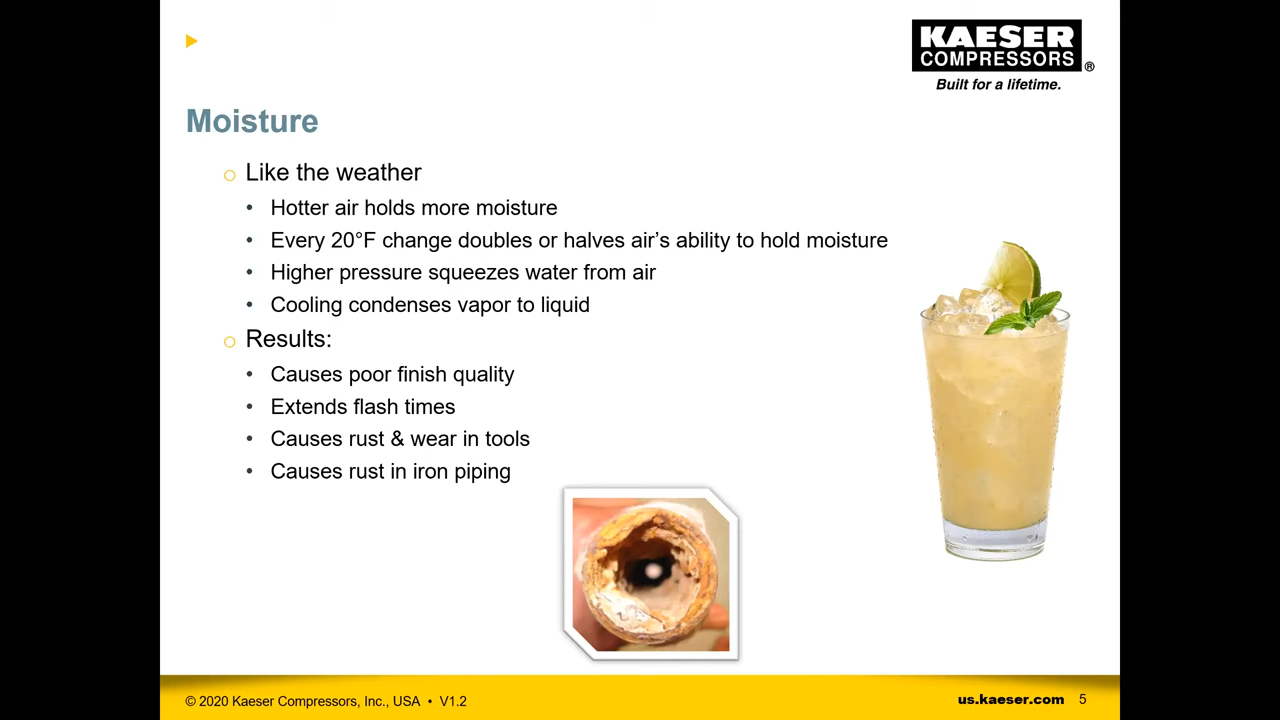 KAESER
COMPRESSORS
®
Built for a lifetime.
Moisture
Like the weather
Hotter air holds more moisture
Every 20°F change doubles or halves air’s ability to hold moisture
Higher pressure squeezes water from air
Cooling condenses vapor to liquid
Results:
Causes poor finish quality
Extends flash times
Causes rust & wear in tools
Causes rust in iron piping
© 2020 Kaeser Compressors, Inc., USA • V1.2
us.kaeser.com 5